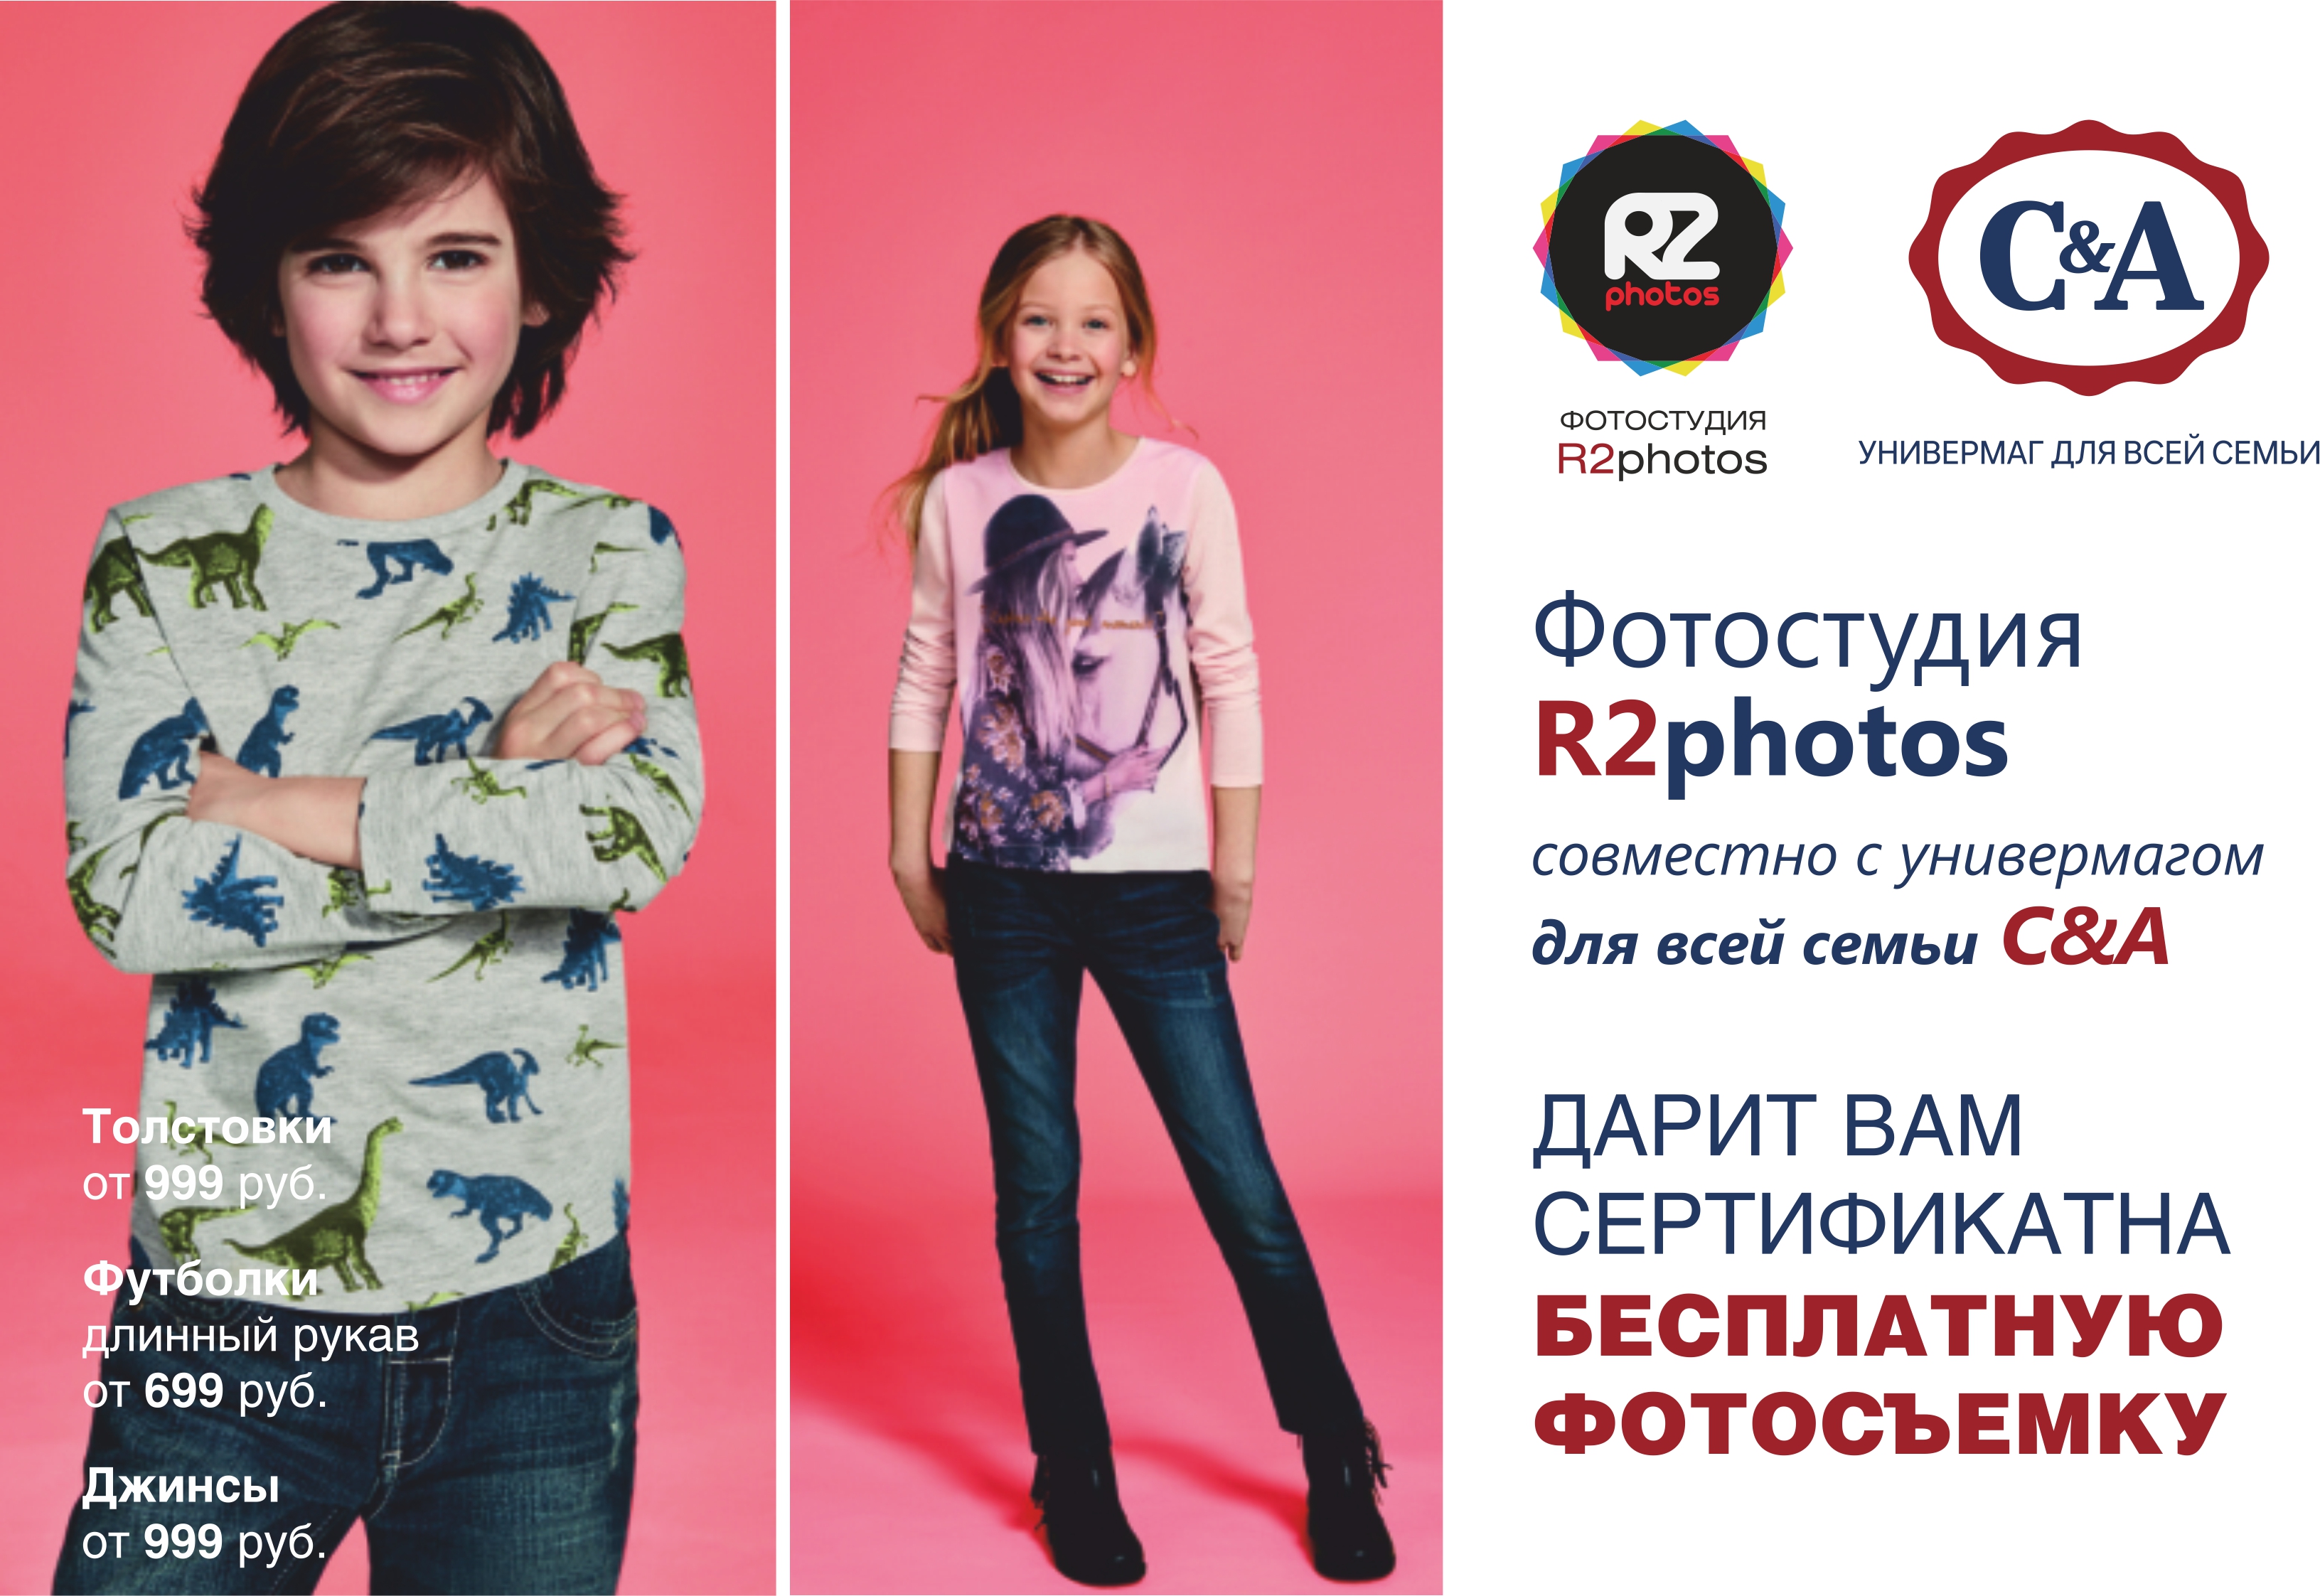 Толстовки
от 999 руб.
Футболки
длинный рукав
от 699 руб.
Джинсы
от 999 руб.
R2
photos
ФОТОСТУДИЯ
R2photos
C&A
УНИВЕРМАГ ДЛЯ ВСЕЙ СЕМЬИ
Фотостудия
R2photos
совместно с универмагом
для всей семьи C&A
ДАРИТ ВАМ
СЕРТИФИКАТНА
БЕСПЛАТНУЮ
ФОТОСЪЕМКУ